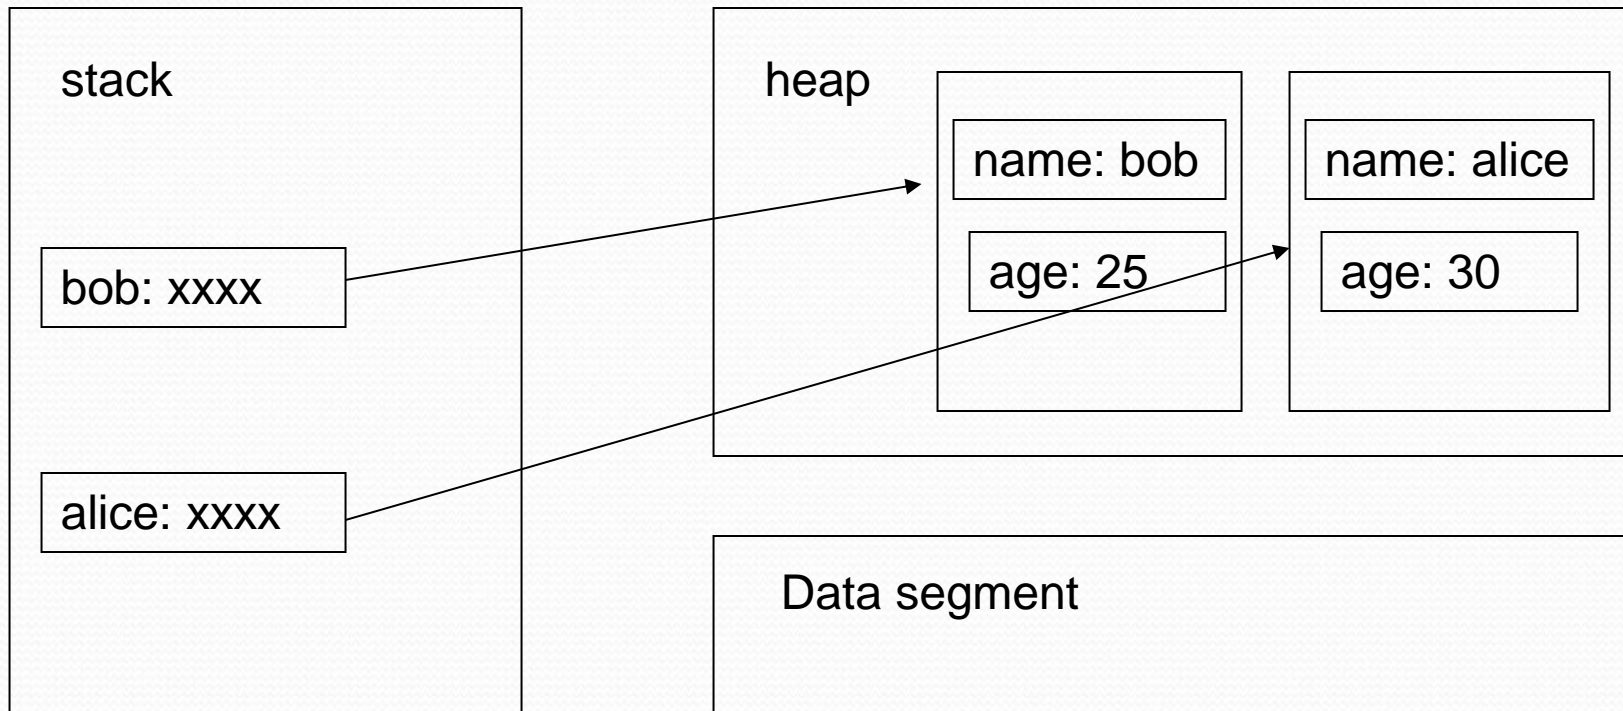 stack
bob: xxxx
alice: xxxx
heap
name: bob
age: 25
name: alice
age: 30
Data segment